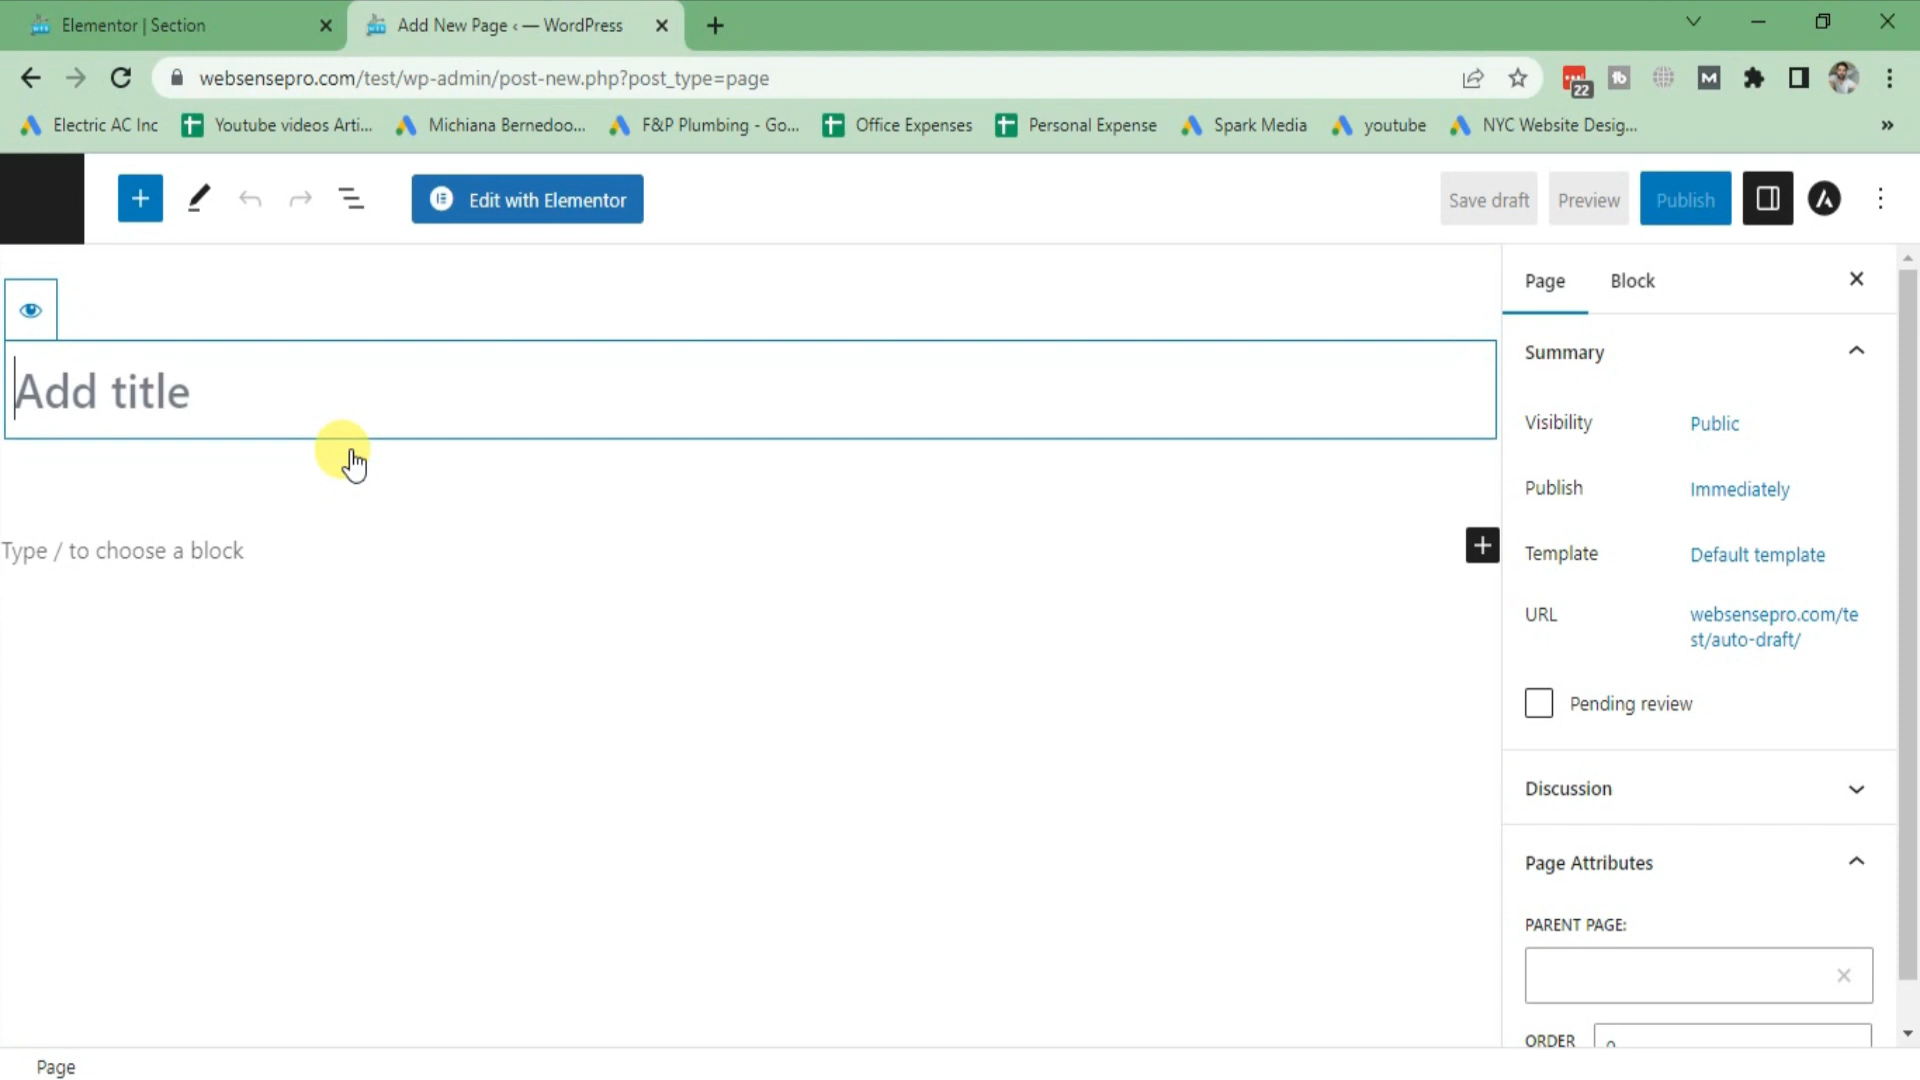 Elementor | Section
Add New Page ‹ — WordPress
websensepro.com/test/wp-admin/post-new.php?post_type=page
22
tb
M
Electric AC Inc
Youtube videos Arti...
Michiana Bernedoo...
F&P Plumbing - Go...
Office Expenses
Personal Expense
Spark Media
youtube
NYC Website Desig...
»
Edit with Elementor
Save draft
Preview
Publish
Add title
Type / to choose a block
Page
Block
Summary
Visibility
Public
Publish
Immediately
Template
Default template
URL
websensepro.com/te
st/auto-draft/
Pending review
Discussion
Page Attributes
PARENT PAGE:
ORDER
Page